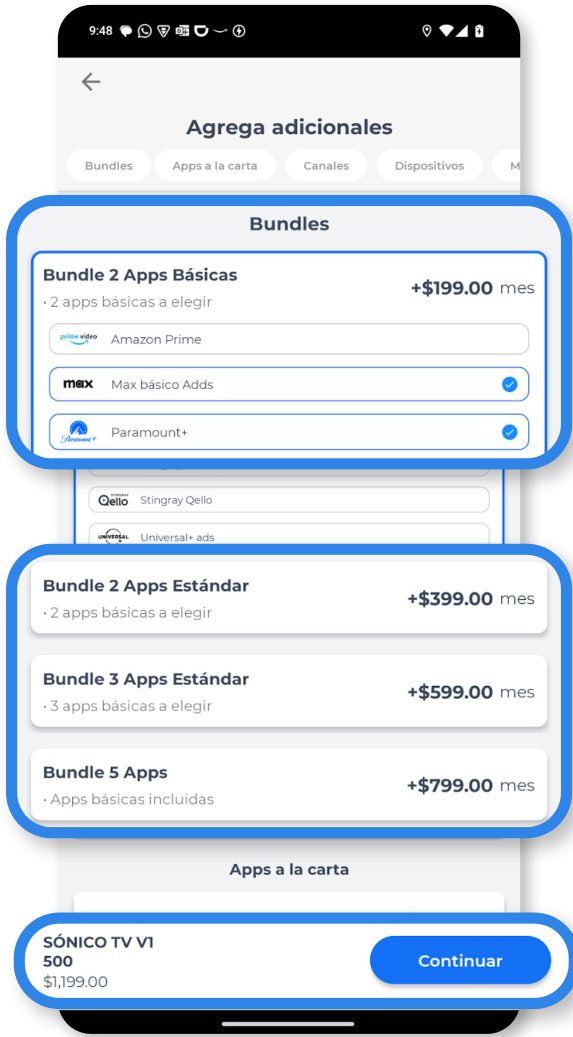 9:48
Agrega adicionales
Bundles Apps a la carta Canales Dispositivos M
Bundles
Bundle 2 Apps Básicas
+$199.00 mes
• 2 apps básicas a elegir
prime video Amazon Prime
max Max básico Adds
Paramount+ Paramount+
STINGRAY Qello Stingray Qello
UNIVERSAL+ Universal+ ads
Bundle 2 Apps Estándar
+$399.00 mes
• 2 apps básicas a elegir
Bundle 3 Apps Estándar
+$599.00 mes
• 3 apps básicas a elegir
Bundle 5 Apps
+$799.00 mes
• Apps básicas incluidas
Apps a la carta
SÓNICO TV V1
500
$1,199.00
Continuar